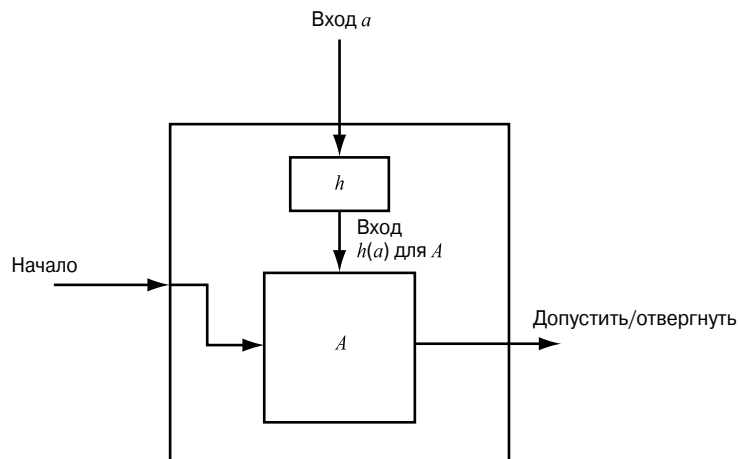 Вход a
h
Вход
h(a) для A
Начало
Допустить/отвергнуть
A